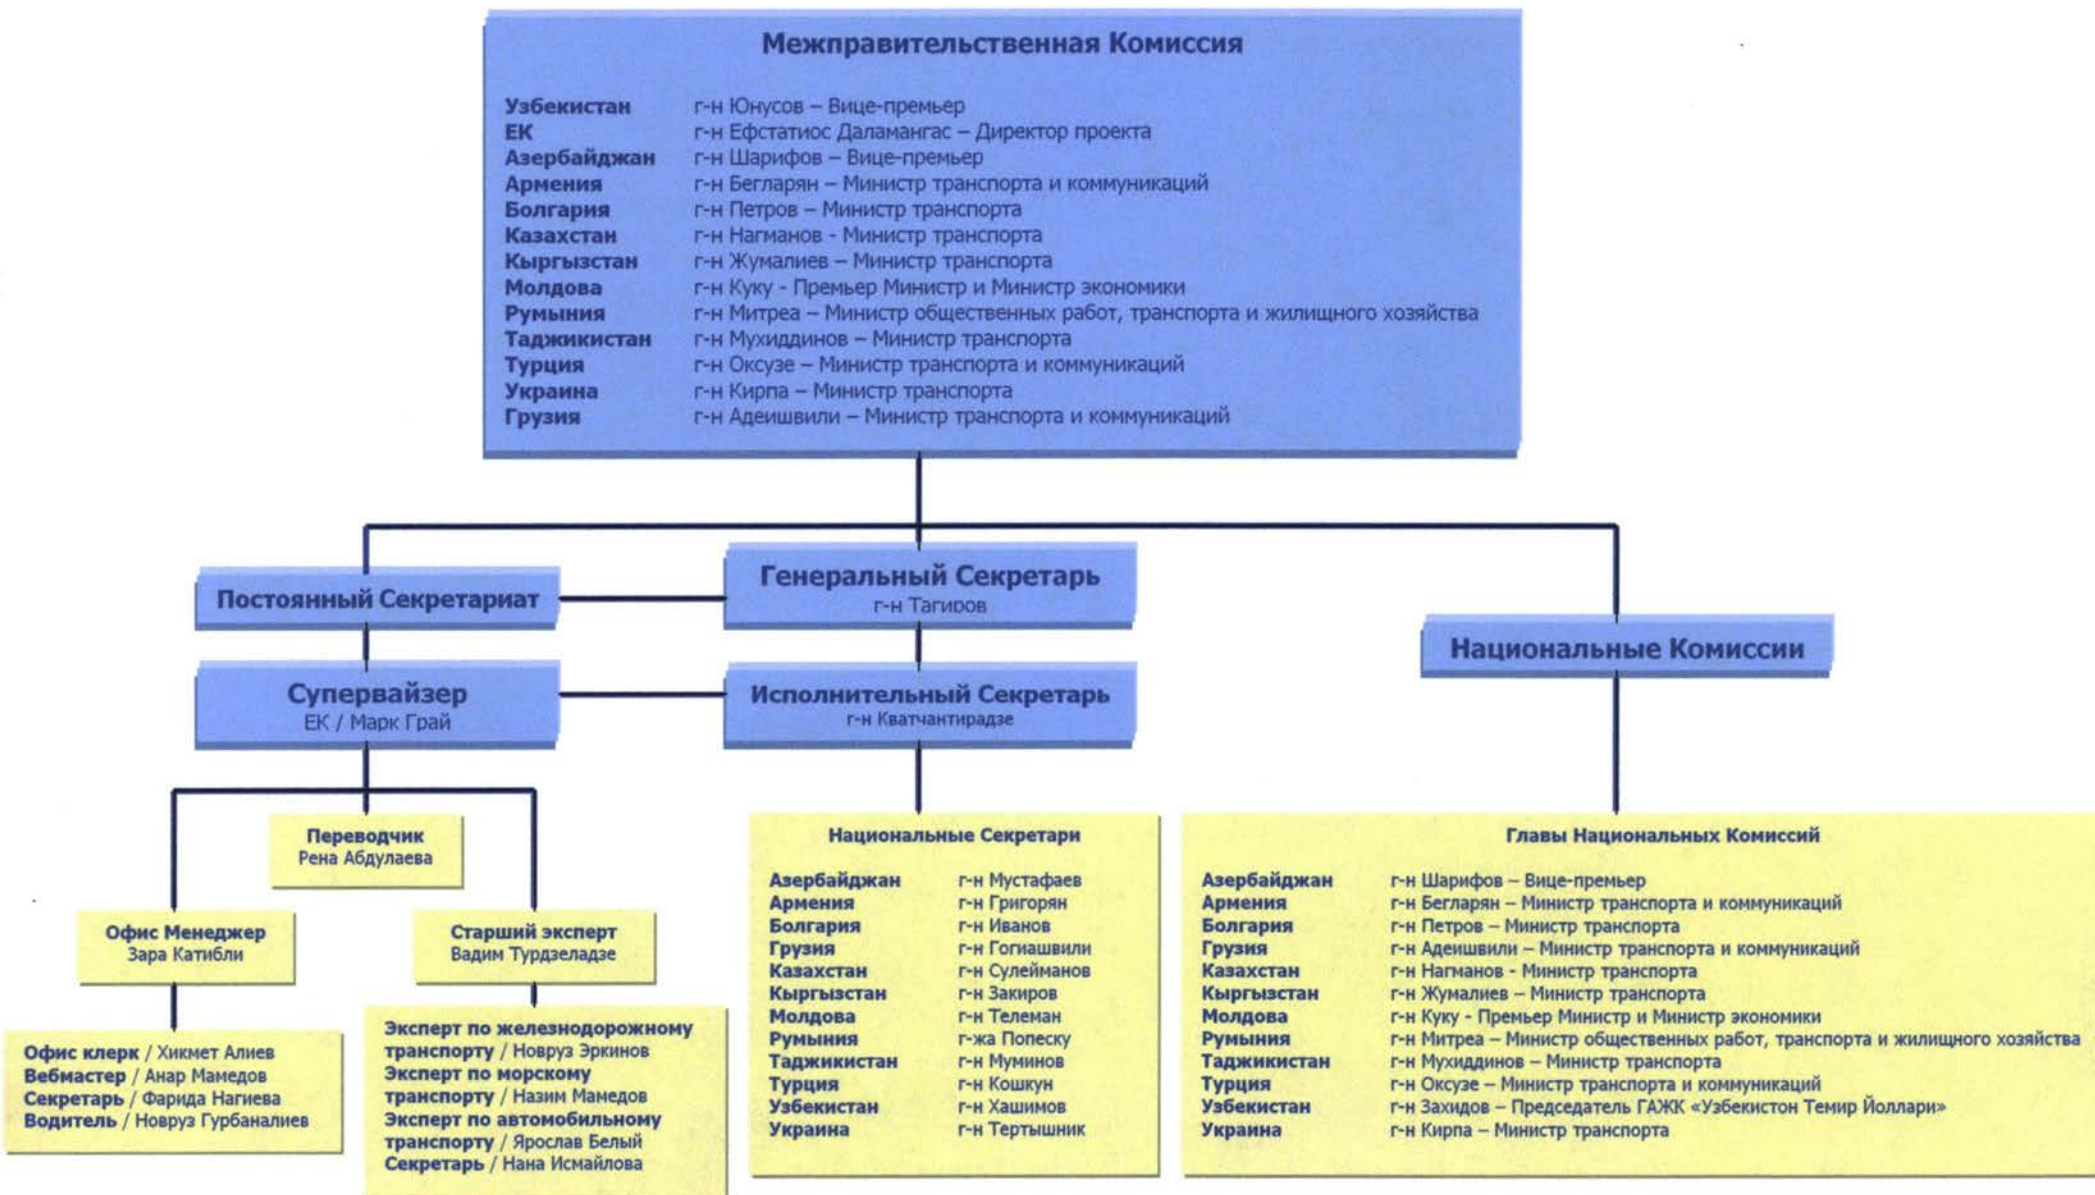 Межправительственная Комиссия
Узбекистан г-н Юнусов – Вице-премьер
ЕК г-н Ефстатиос Даламангас – Директор проекта
Азербайджан г-н Шарифов – Вице-премьер
Армения г-н Бегларян – Министр транспорта и коммуникаций
Болгария г-н Петров – Министр транспорта
Казахстан г-н Нагманов - Министр транспорта
Кыргызстан г-н Жумалиев – Министр транспорта
Молдова г-н Куку - Премьер Министр и Министр экономики
Румыния г-н Митреа – Министр общественных работ, транспорта и жилищного хозяйства
Таджикистан г-н Мухиддинов – Министр транспорта
Турция г-н Оксузе – Министр транспорта и коммуникаций
Украина г-н Кирпа – Министр транспорта
Грузия г-н Адеишвили – Министр транспорта и коммуникаций
Постоянный Секретариат
Генеральный Секретарь
г-н Тагиров
Национальные Комиссии
Супервайзер
ЕК / Марк Грай
Исполнительный Секретарь
г-н Кватчантирадзе
Переводчик
Рена Абдулаева
Офис Менеджер
Зара Катибли
Старший эксперт
Вадим Турдзеладзе
Офис клерк / Хикмет Алиев
Вебмастер / Анар Мамедов
Секретарь / Фарида Нагиева
Водитель / Новруз Гурбаналиев
Эксперт по железнодорожному
транспорту / Новруз Эркинов
Эксперт по морскому
транспорту / Назим Мамедов
Эксперт по автомобильному
транспорту / Ярослав Белый
Секретарь / Нана Исмайлова
Национальные Секретари
Азербайджан г-н Мустафаев
Армения г-н Григорян
Болгария г-н Иванов
Грузия г-н Гогиашвили
Казахстан г-н Сулейманов
Кыргызстан г-н Закиров
Молдова г-н Телеман
Румыния г-жа Попеску
Таджикистан г-н Муминов
Турция г-н Кошкун
Узбекистан г-н Хашимов
Украина г-н Тертышник
Главы Национальных Комиссий
Азербайджан г-н Шарифов – Вице-премьер
Армения г-н Бегларян – Министр транспорта и коммуникаций
Болгария г-н Петров – Министр транспорта
Грузия г-н Адеишвили – Министр транспорта и коммуникаций
Казахстан г-н Нагманов - Министр транспорта
Кыргызстан г-н Жумалиев – Министр транспорта
Молдова г-н Куку - Премьер Министр и Министр экономики
Румыния г-н Митреа – Министр общественных работ, транспорта и жилищного хозяйства
Таджикистан г-н Мухиддинов – Министр транспорта
Турция г-н Оксузе – Министр транспорта и коммуникаций
Узбекистан г-н Захидов – Председатель ГАЖК «Узбекистон Темир Йоллари»
Украина г-н Кирпа – Министр транспорта